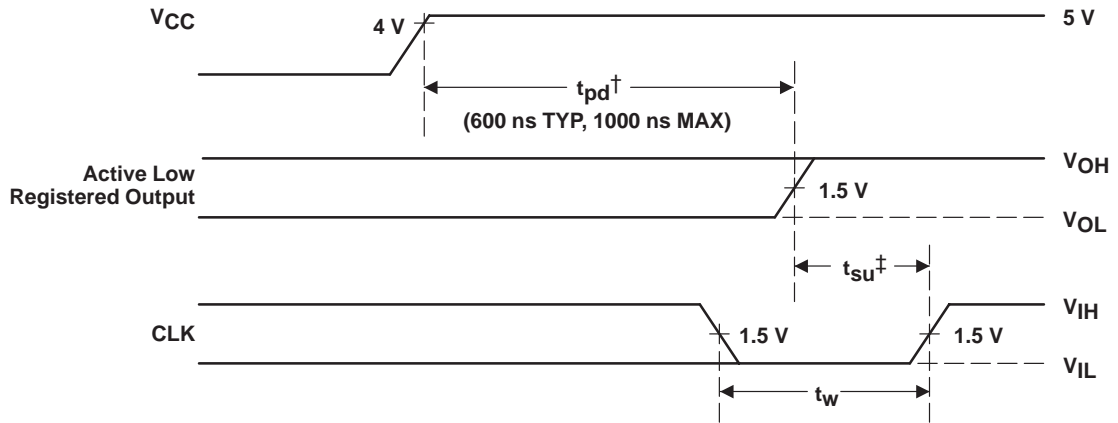 VCC
4 V
5 V
tpd†
(600 ns TYP, 1000 ns MAX)
Active Low
Registered Output
VOH
1.5 V
VOL
tsu‡
CLK
VIH
1.5 V
1.5 V
VIL
tw